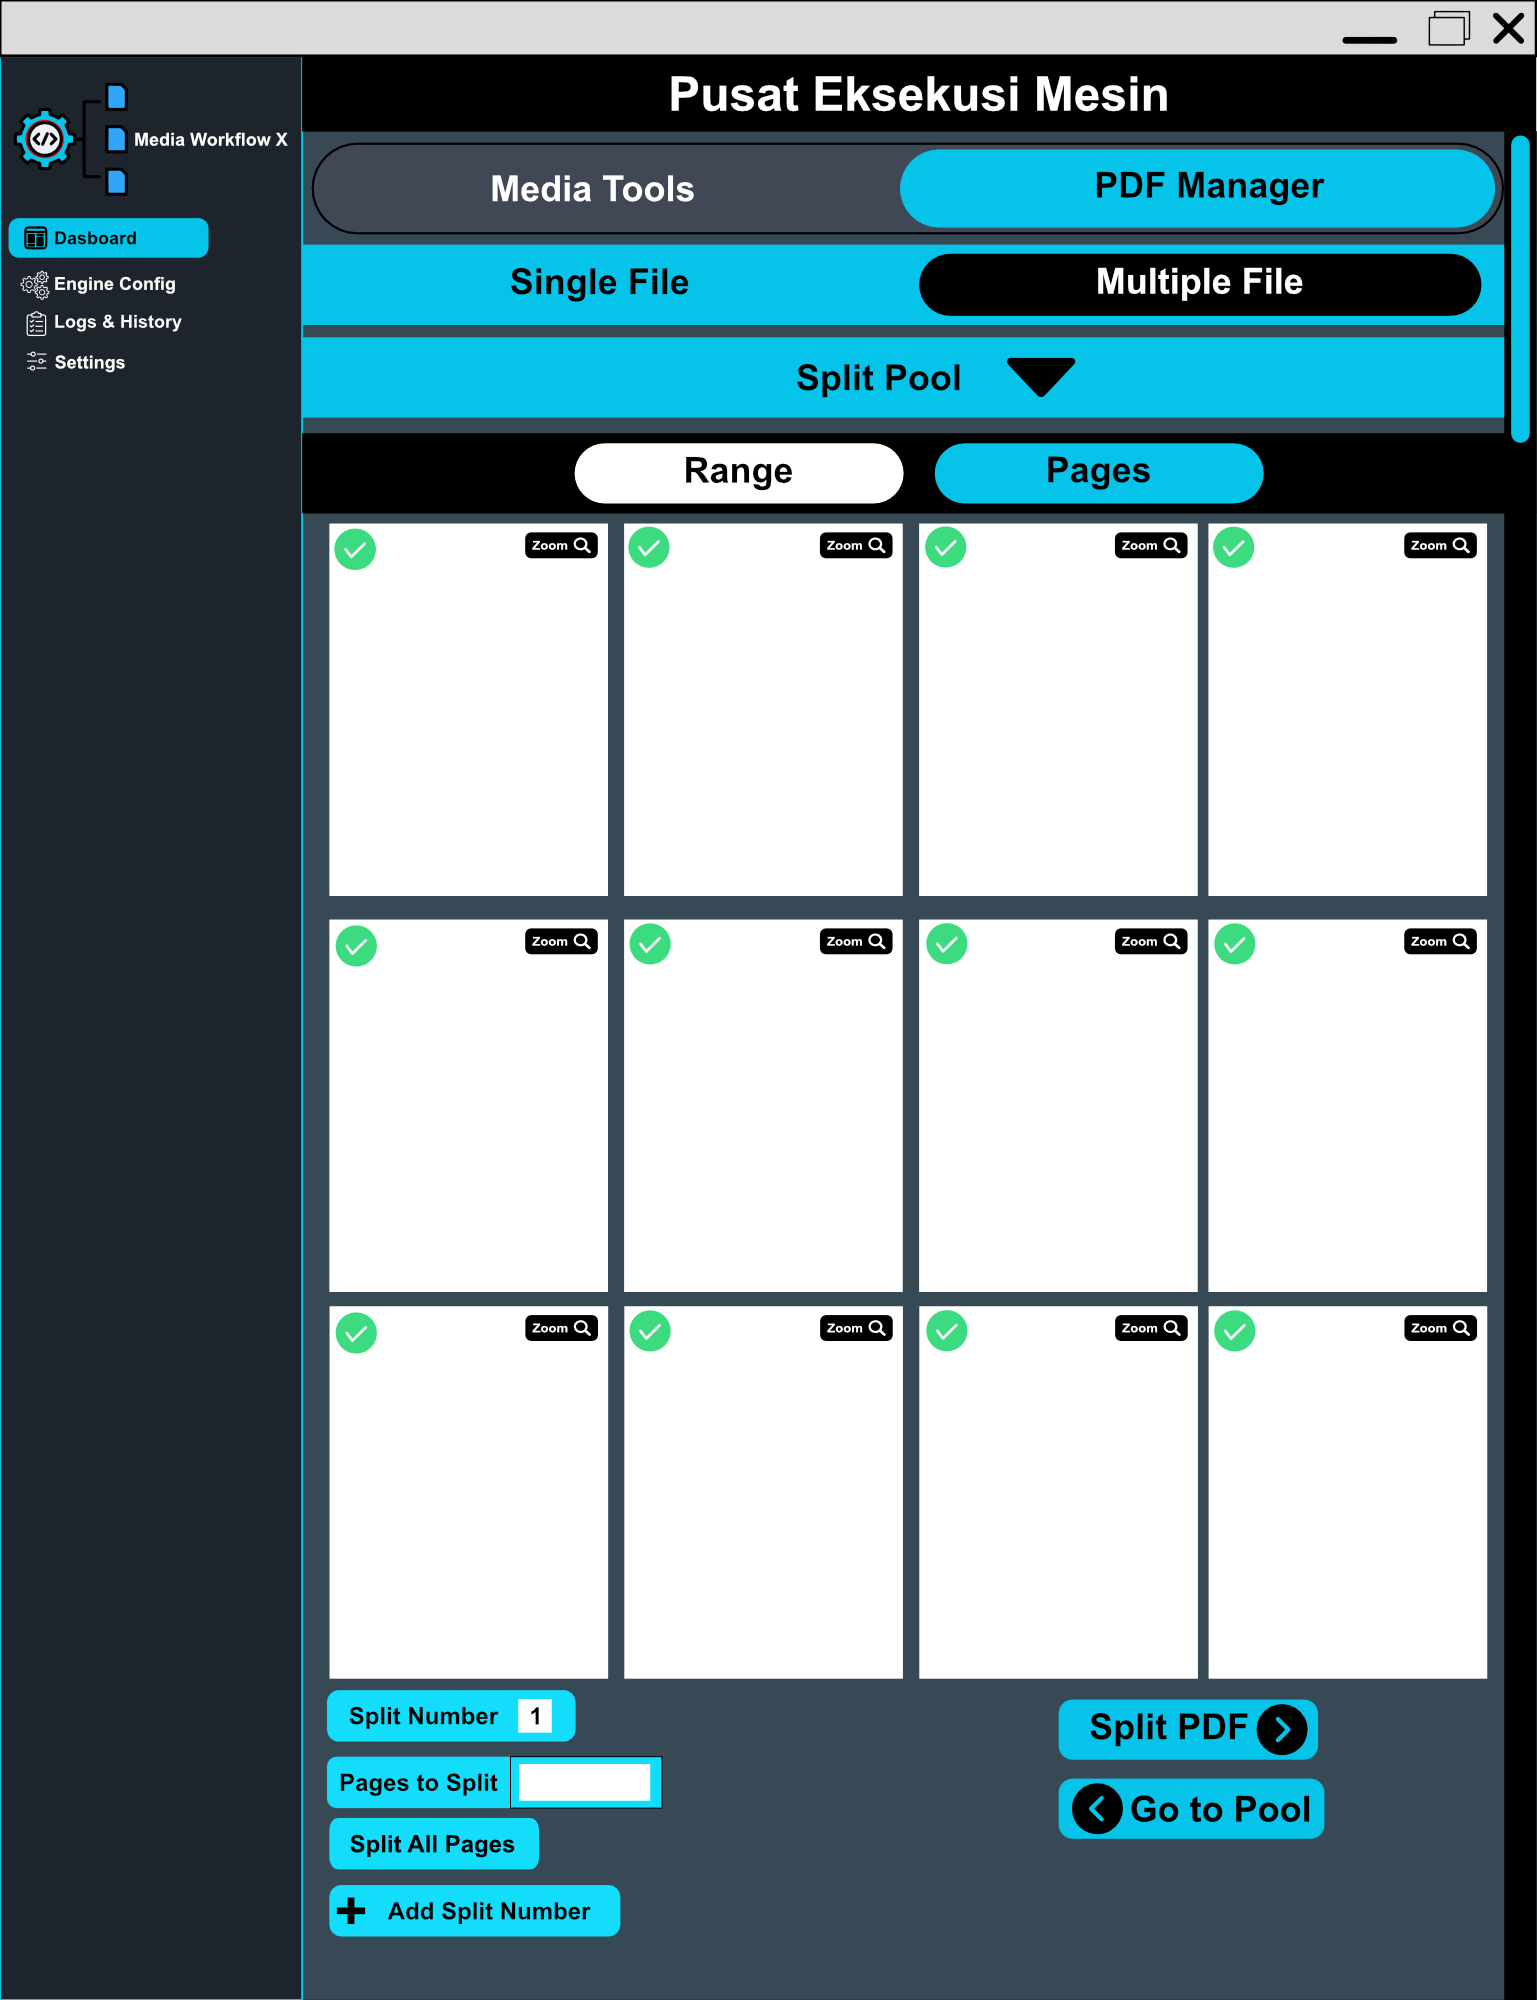 Pusat Eksekusi Mesin
Media Workflow X
Dasboard
Engine Config
Logs & History
Settings
Media Tools
PDF Manager
Single File
Multiple File
Split Pool
Range
Pages
Zoom
Zoom
Zoom
Zoom
Zoom
Zoom
Zoom
Zoom
Zoom
Zoom
Zoom
Zoom
Split Number 1
Pages to Split
Split All Pages
Add Split Number
Split PDF
Go to Pool